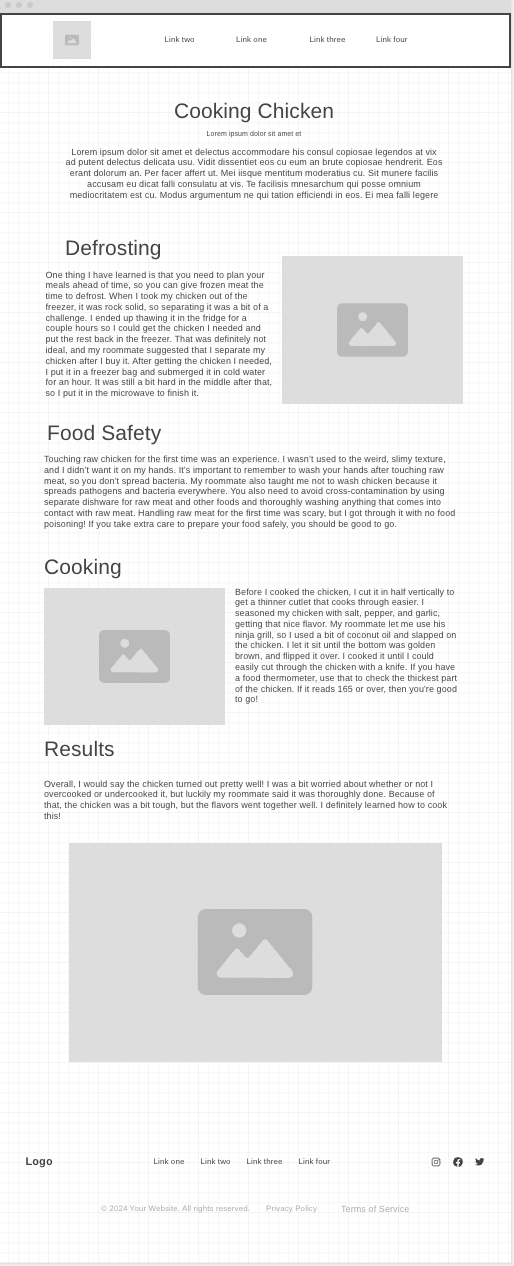 Link two Link one Link three Link four
Cooking Chicken
Lorem ipsum dolor sit amet et
Lorem ipsum dolor sit amet et delectus accommodare his consul copiosae legendos at vix
ad putent delectus delicata usu. Vidit dissentiet eos cu eum an brute copiosae hendrerit. Eos
erant dolorum an. Per facer affert ut. Mei iisque mentitum moderatius cu. Sit munere facilis
accusam eu dicat falli consulatu at vis. Te facilisis mnesarchum qui posse omnium
mediocritatem est cu. Modus argumentum ne qui tation efficiendi in eos. Ei mea falli legere
Defrosting
One thing I have learned is that you need to plan your
meals ahead of time, so you can give frozen meat the
time to defrost. When I took my chicken out of the
freezer, it was rock solid, so separating it was a bit of a
challenge. I ended up thawing it in the fridge for a
couple hours so I could get the chicken I needed and
put the rest back in the freezer. That was definitely not
ideal, and my roommate suggested that I separate my
chicken after I buy it. After getting the chicken I needed,
I put it in a freezer bag and submerged it in cold water
for an hour. It was still a bit hard in the middle after that,
so I put it in the microwave to finish it.
Food Safety
Touching raw chicken for the first time was an experience. I wasn't used to the weird, slimy texture,
and I didn't want it on my hands. It's important to remember to wash your hands after touching raw
meat, so you don't spread bacteria. My roommate also taught me not to wash chicken because it
spreads pathogens and bacteria everywhere. You also need to avoid cross-contamination by using
separate dishware for raw meat and other foods and thoroughly washing anything that comes into
contact with raw meat. Handling raw meat for the first time was scary, but I got through it with no food
poisoning! If you take extra care to prepare your food safely, you should be good to go.
Cooking
Before I cooked the chicken, I cut it in half vertically to
get a thinner cutlet that cooks through easier. I
seasoned my chicken with salt, pepper, and garlic,
getting that nice flavor. My roommate let me use his
ninja grill, so I used a bit of coconut oil and slapped on
the chicken. I let it sit until the bottom was golden
brown, and flipped it over. I cooked it until I could
easily cut through the chicken with a knife. If you have
a food thermometer, use that to check the thickest part
of the chicken. If it reads 165 or over, then you're good
to go!
Results
Overall, I would say the chicken turned out pretty well! I was a bit worried about whether or not I
overcooked or undercooked it, but luckily my roommate said it was thoroughly done. Because of
that, the chicken was a bit tough, but the flavors went together well. I definitely learned how to cook
this!
Logo Link one Link two Link three Link four
© 2024 Your Website. All rights reserved. Privacy Policy Terms of Service